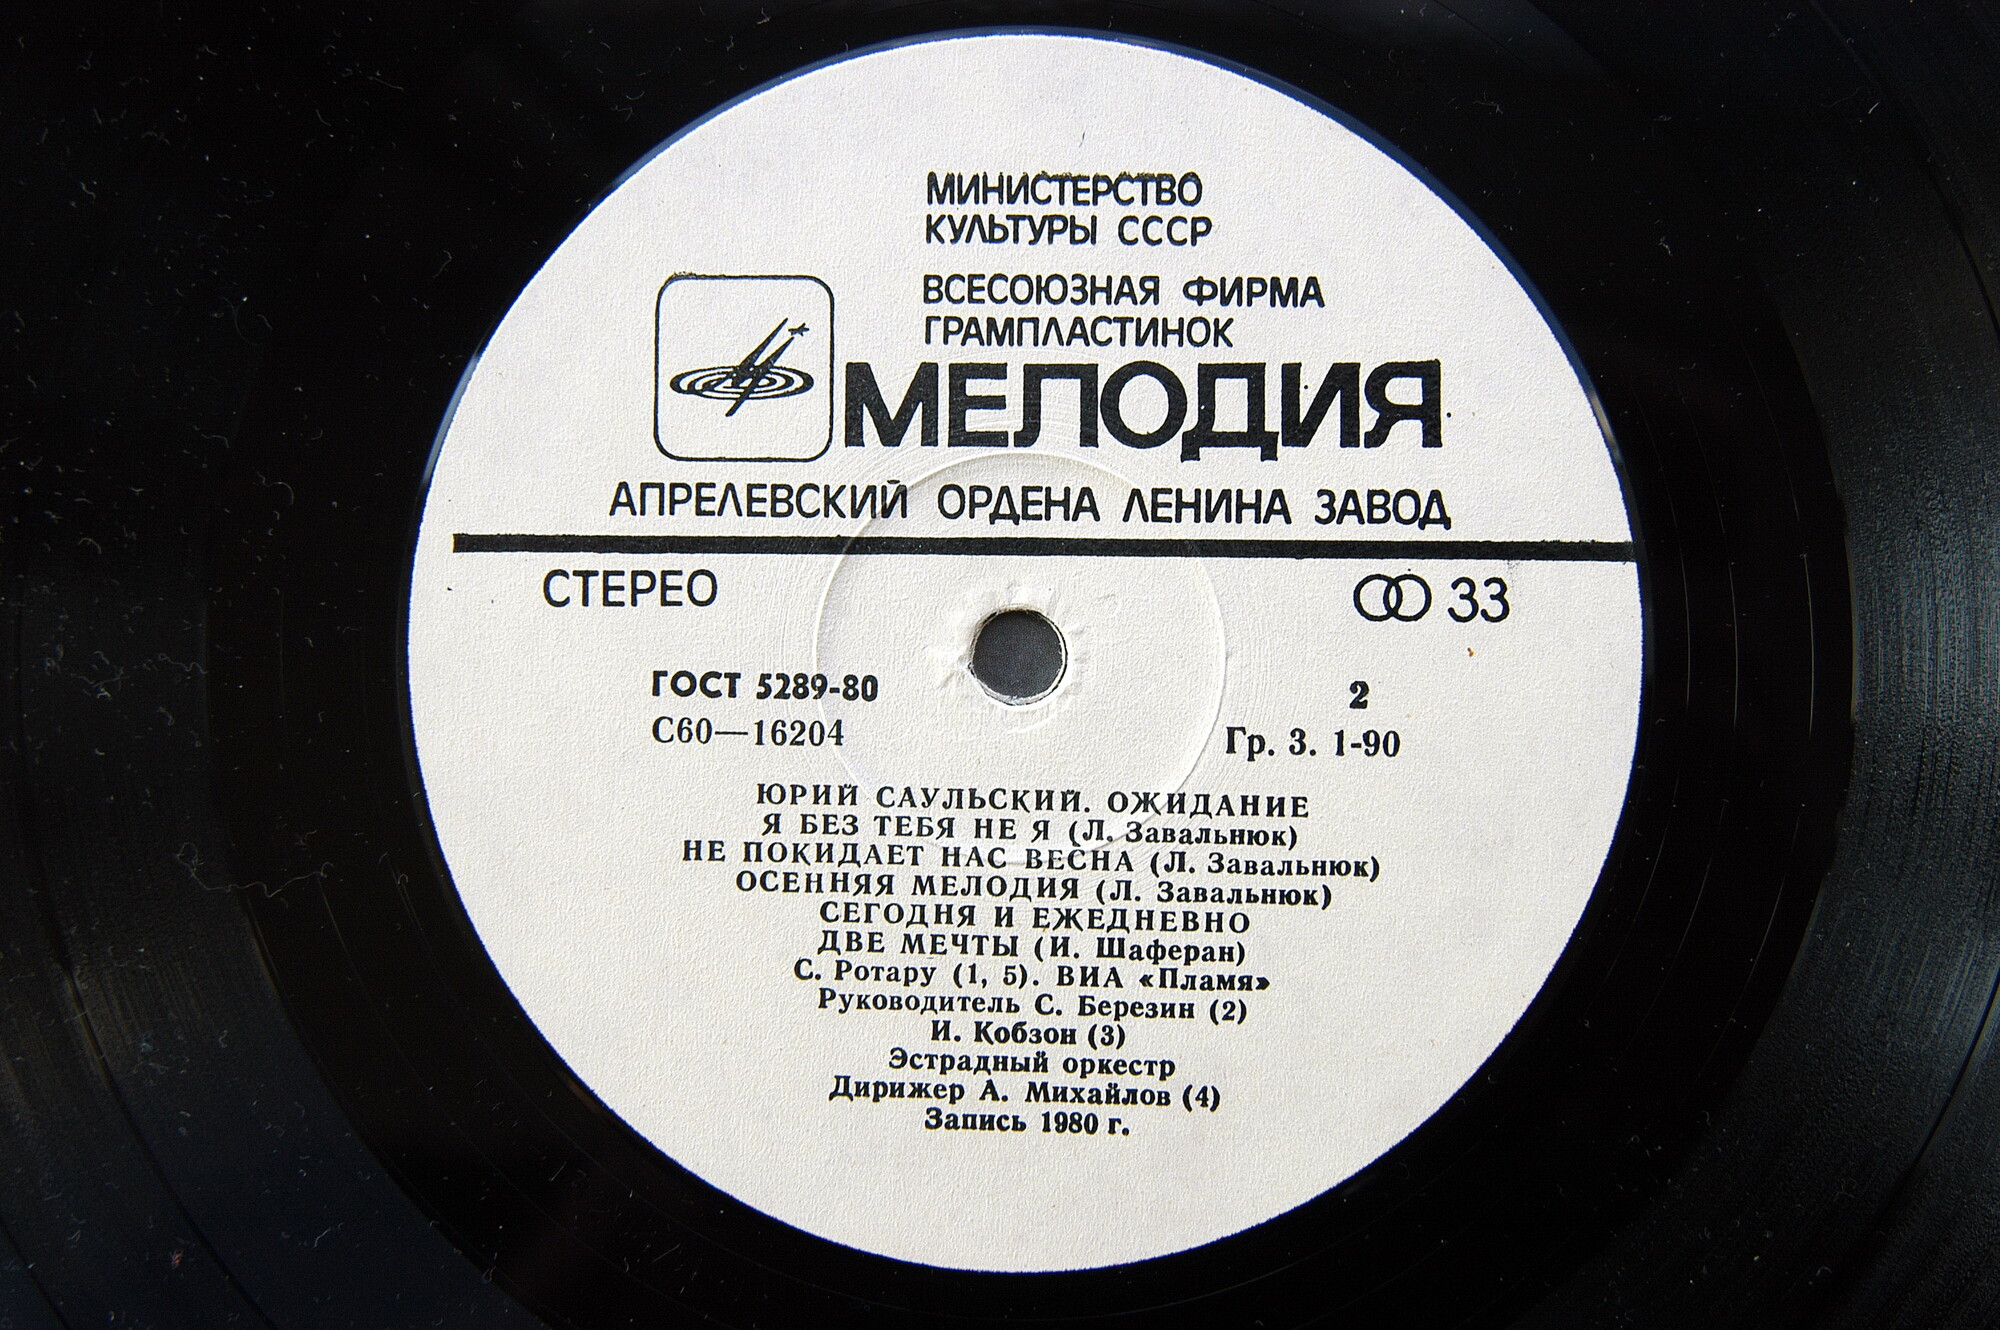 МИНИСТЕРСТВО
КУЛЬТУРЫ СССР
ВСЕСОЮЗНАЯ ФИРМА
ГРАМПЛАСТИНОК
МЕЛОДИЯ
АПРЕЛЕВСКИЙ ОРДЕНА ЛЕНИНА ЗАВОД
СТЕРЕО 33
ГОСТ 5289-80 2
С60—16204 Гр. 3. 1-90
ЮРИЙ САУЛЬСКИЙ. ОЖИДАНИЕ
Я БЕЗ ТЕБЯ НЕ Я (Л. Завальнюк)
НЕ ПОКИДАЕТ НАС ВЕСНА (Л. Завальнюк)
ОСЕННЯЯ МЕЛОДИЯ (Л. Завальнюк)
СЕГОДНЯ И ЕЖЕДНЕВНО
ДВЕ МЕЧТЫ (И. Шаферан)
С. Ротару (1, 5). ВИА «Пламя»
Руководитель С. Березин (2)
И. Кобзон (3)
Эстрадный оркестр
Дирижер А. Михайлов (4)
Запись 1980 г.